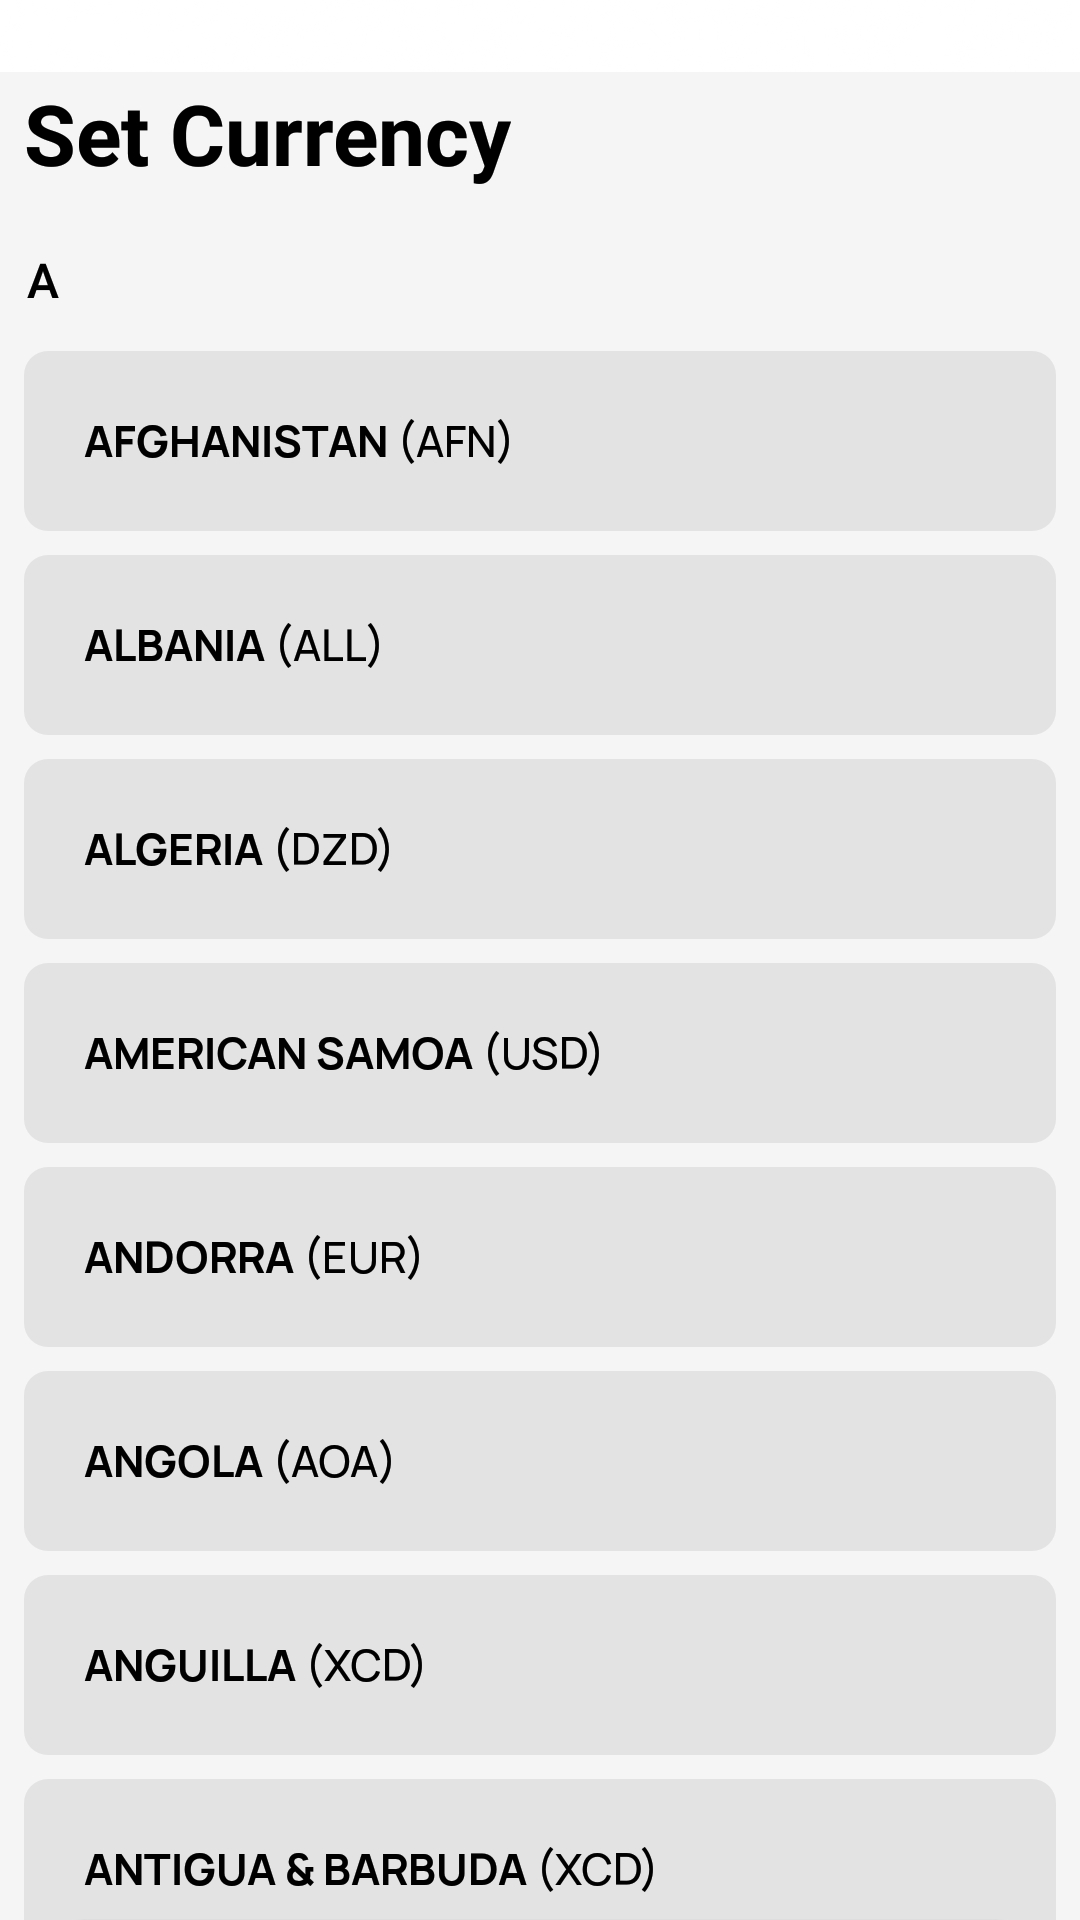 Set Currency
A
AFGHANISTAN (AFN)
ALBANIA (ALL)
ALGERIA (DZD)
AMERICAN SAMOA (USD)
ANDORRA (EUR)
ANGOLA (AOA)
ANGUILLA (XCD)
ANTIGUA & BARBUDA (XCD)